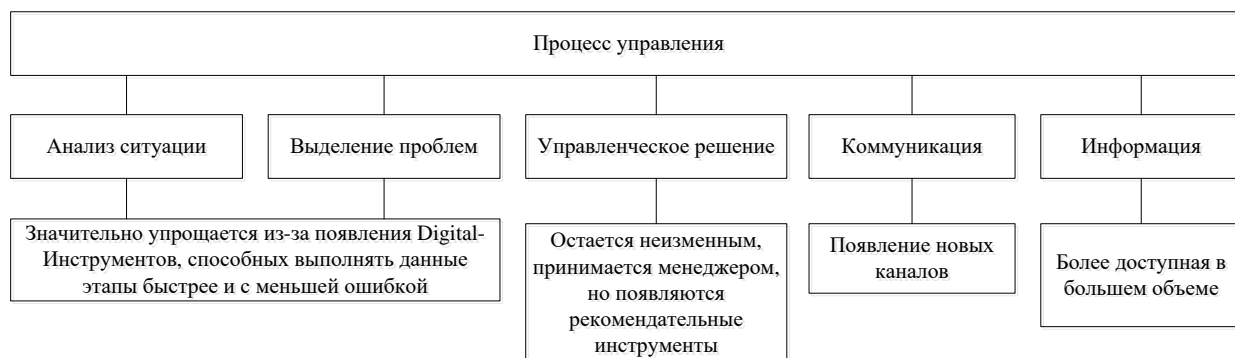 Процесс управления
Анализ ситуации
Выделение проблем
Управленческое решение
Коммуникация
Информация
Значительно упрощается из-за появления Digital-
Инструментов, способных выполнять данные
этапы быстрее и с меньшей ошибкой
Остается неизменным,
принимается менеджером,
но появляются
рекомендательные
инструменты
Появление новых
каналов
Более доступная в
большем объеме